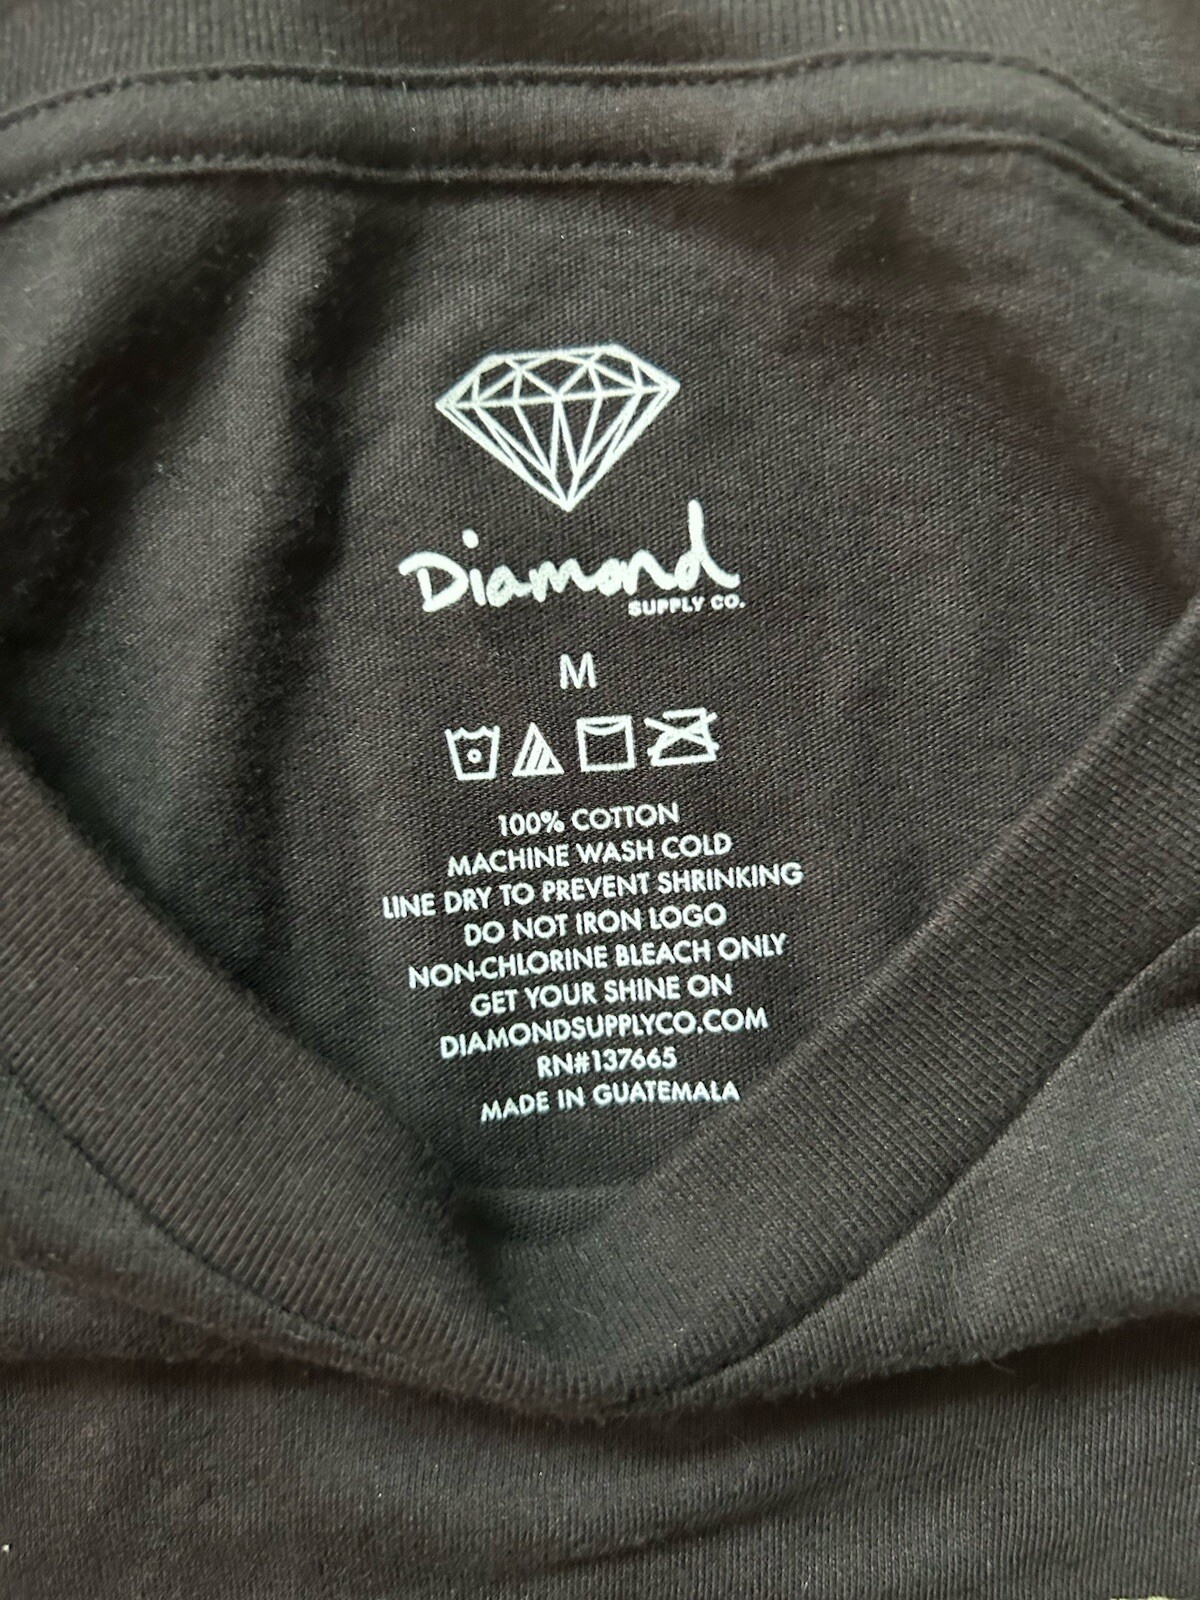 Diamond
SUPPLY CO.
M
100% COTTON
MACHINE WASH COLD
LINE DRY TO PREVENT SHRINKING
DO NOT IRON LOGO
NON-CHLORINE BLEACH ONLY
GET YOUR SHINE ON
DIAMONDSUPPLYCO.COM
RN#137665
MADE IN GUATEMALA